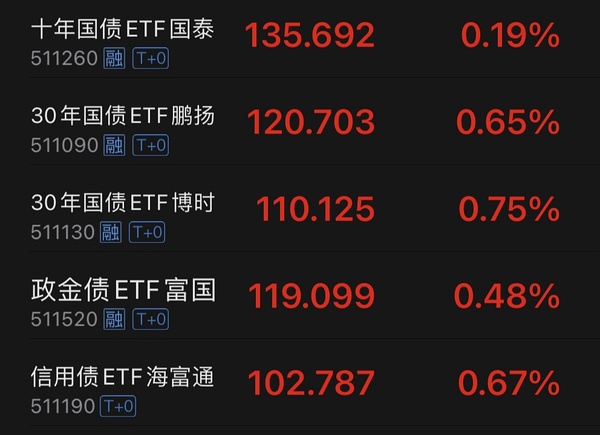 十年国债ETF国泰 135.692 0.19%
511260 融 T+0
30年国债ETF鹏扬 120.703 0.65%
511090 融 T+0
30年国债ETF博时 110.125 0.75%
511130 融 T+0
政金债ETF富国 119.099 0.48%
511520 融 T+0
信用债ETF海富通 102.787 0.67%
511190 T+0